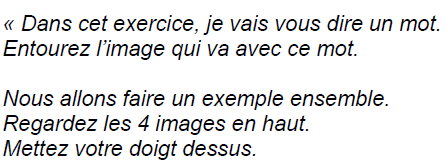 « Dans cet exercice, je vais vous dire un mot.
Entourez l’image qui va avec ce mot.
Nous allons faire un exemple ensemble.
Regardez les 4 images en haut.
Mettez votre doigt dessus.